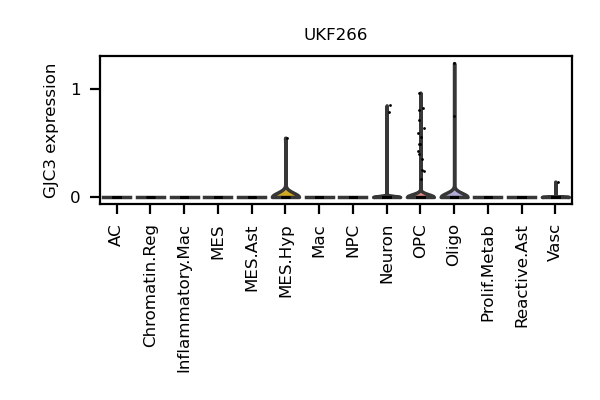 UKF266
GJC3 expression
1
0
AC
Chromatin.Reg
Inflammatory.Mac
MES
MES.Ast
MES.Hyp
Mac
NPC
Neuron
OPC
Oligo
Prolif.Metab
Reactive.Ast
Vasc